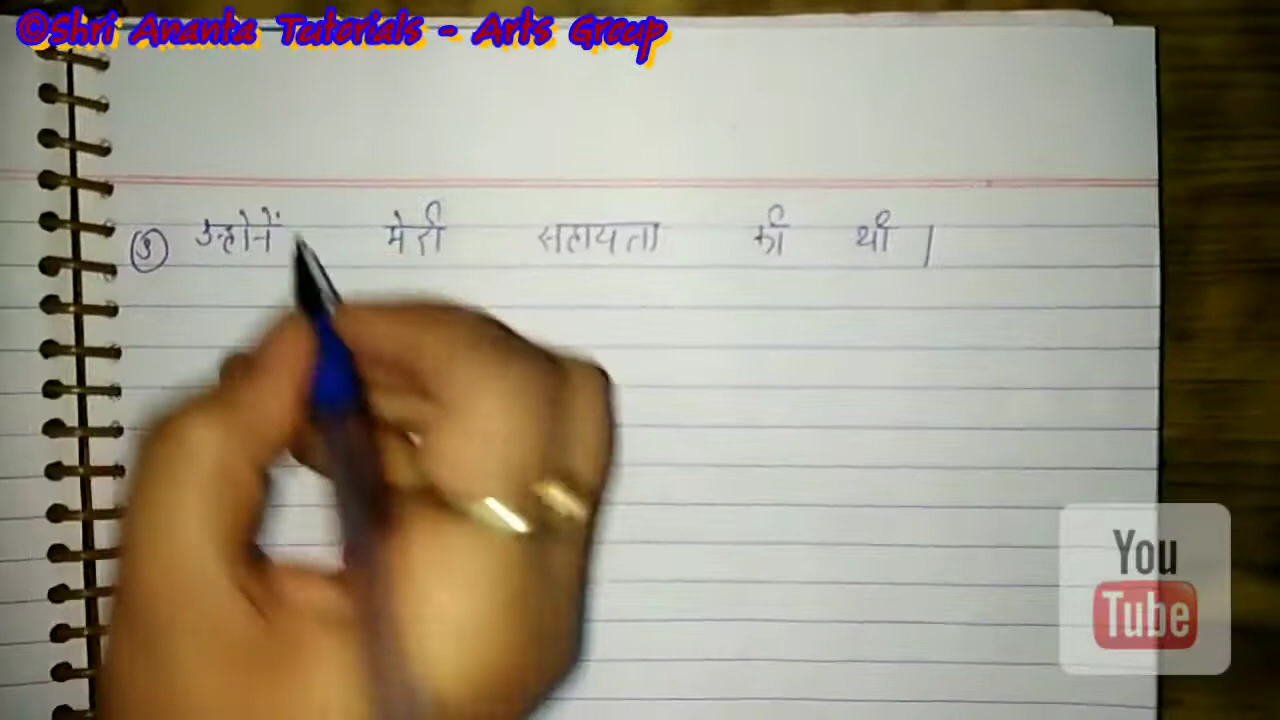 ©Shri Ananta Tutorials - Arts Group
③ उन्होनें मेरी सहायता की थी |
You
Tube